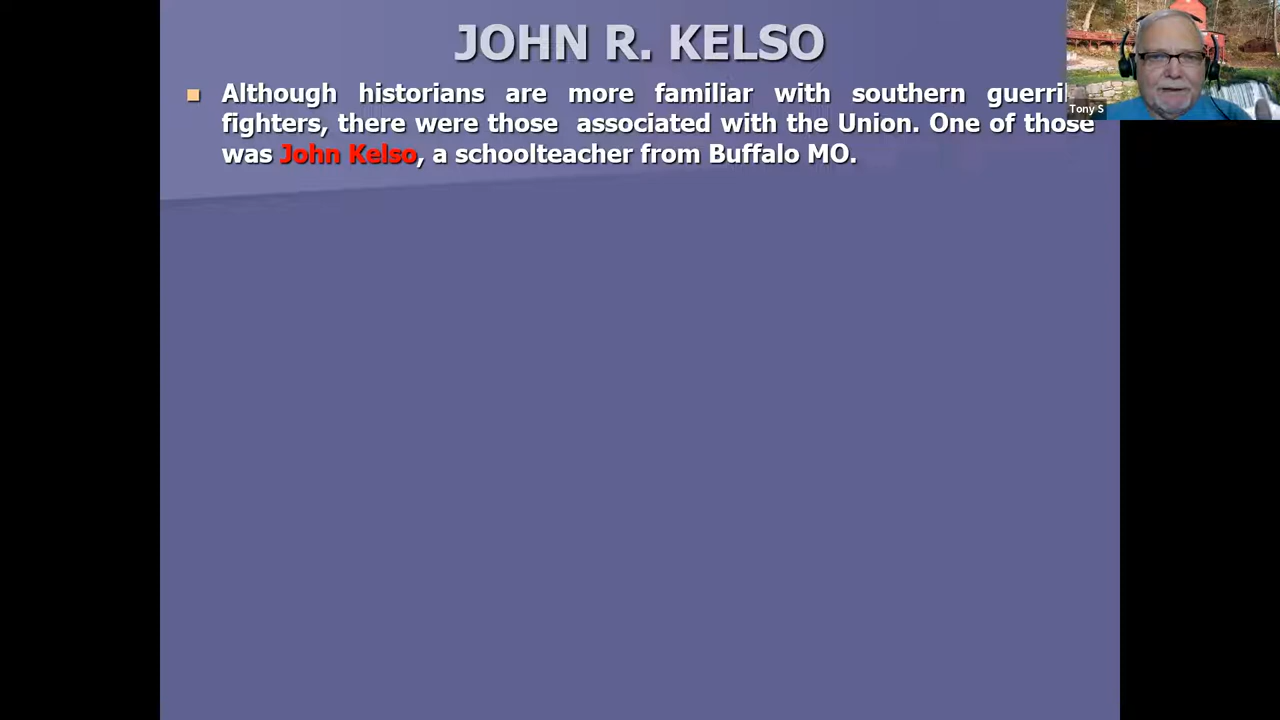 JOHN R. KELSO
Although historians are more familiar with southern
fighters, there were those associated with the Union. One of those
was John Kelso, a schoolteacher from Buffalo MO.
Tony S